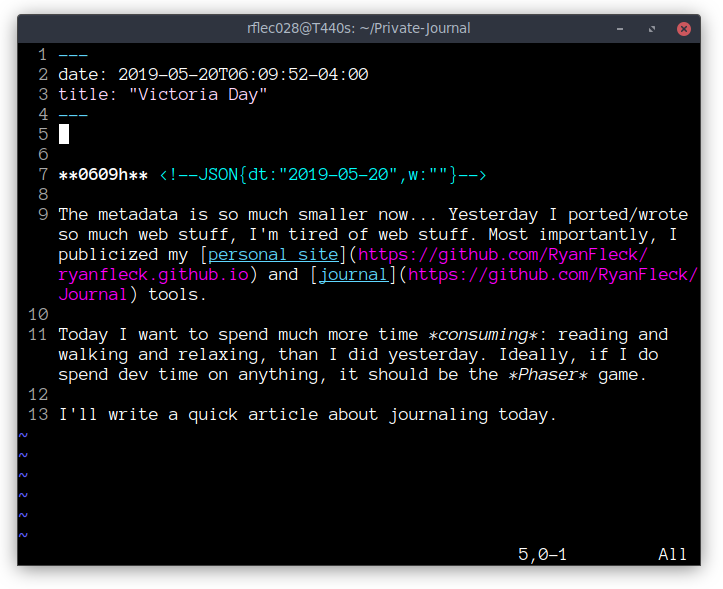 rflec028@T440s: ~/Private-Journal
1 ---
2 date: 2019-05-20T06:09:52-04:00
3 title: "Victoria Day"
4 ---
5
6
7 **0609h** <!--JSON{dt:"2019-05-20",w:""}-->
8
9 The metadata is so much smaller now... Yesterday I ported/wrote
so much web stuff, I'm tired of web stuff. Most importantly, I
publicized my [personal site](https://github.com/RyanFleck/
ryanfleck.github.io) and [journal](https://github.com/RyanFleck/
Journal) tools.
10
11 Today I want to spend much more time *consuming*: reading and
walking and relaxing, than I did yesterday. Ideally, if I do
spend dev time on anything, it should be the *Phaser* game.
12
13 I'll write a quick article about journaling today.
~
~
~
~
~
~
5,0-1 All